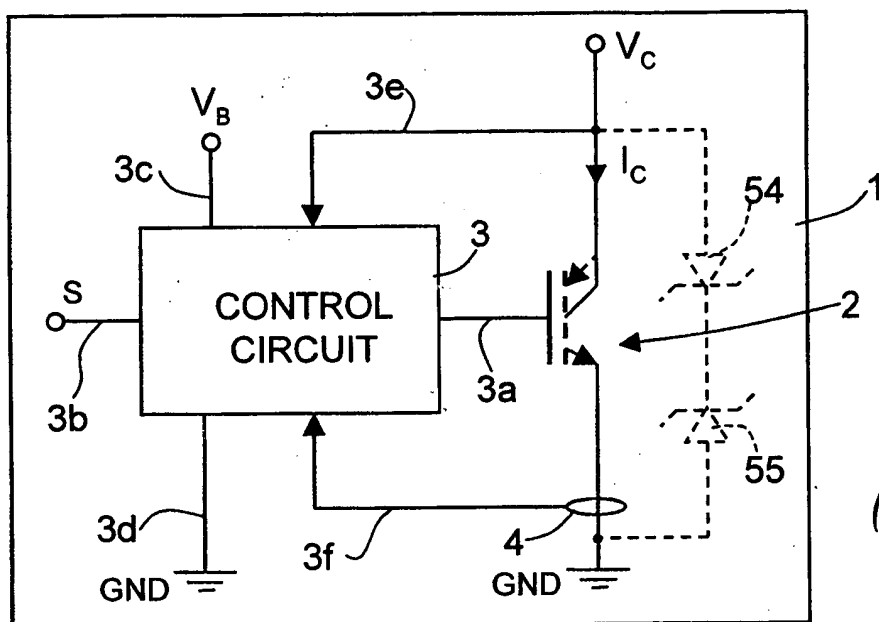 V_C
3e
V_B
3c
I_C
54
1
3
S
CONTROL
CIRCUIT
2
3b
3a
55
3d
3f
4
GND
GND